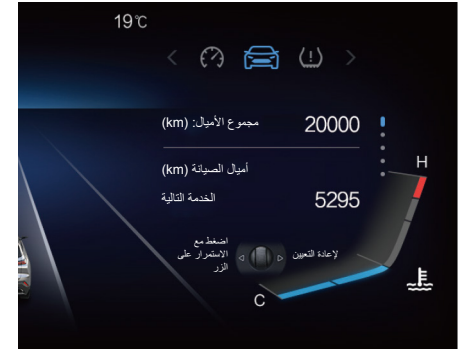 19℃
مجموع الأميال: (km) 20000
أميال الصيانة (km)
الخدمة التالية 5295
H
اضغط مع
الاستمرار على
الزر
لإعادة التعيين
C